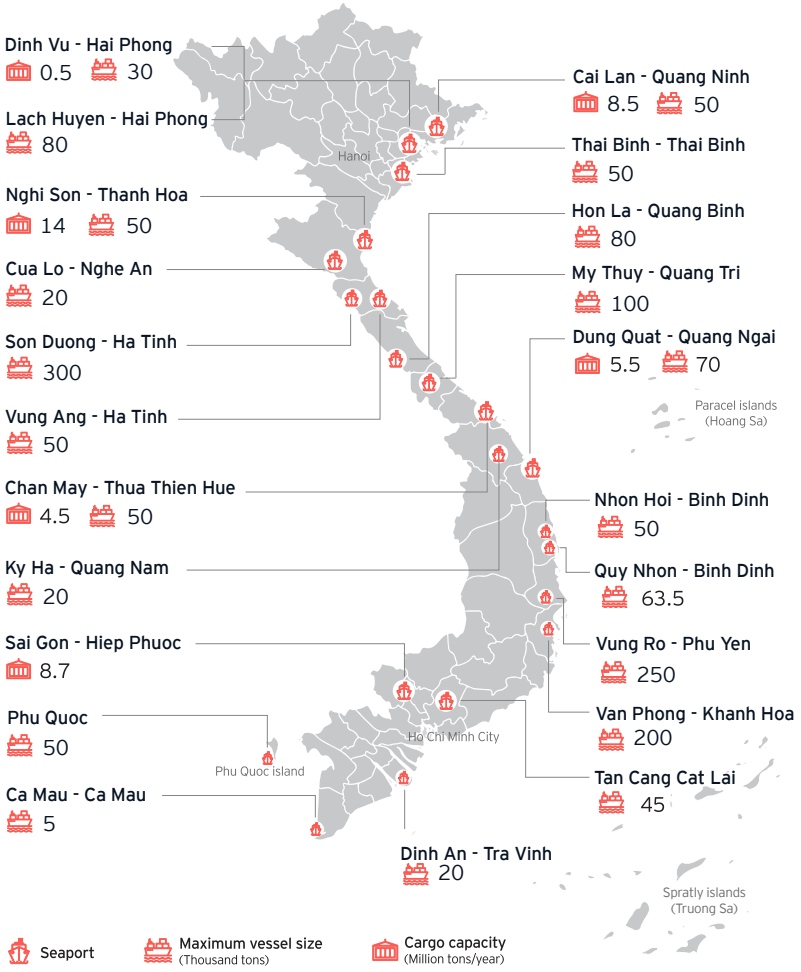 Dinh Vu - Hai Phong
0.5 30
Lach Huyen - Hai Phong
80
Nghi Son - Thanh Hoa
14 50
Cua Lo - Nghe An
20
Son Duong - Ha Tinh
300
Vung Ang - Ha Tinh
50
Chan May - Thua Thien Hue
4.5 50
Ky Ha - Quang Nam
20
Sai Gon - Hiep Phuoc
8.7
Phu Quoc
50
Ca Mau - Ca Mau
5
Hanoi
Phu Quoc island
Ho Chi Minh City
Dinh An - Tra Vinh
20
Cai Lan - Quang Ninh
8.5 50
Thai Binh - Thai Binh
50
Hon La - Quang Binh
80
My Thuy - Quang Tri
100
Dung Quat - Quang Ngai
5.5 70
Paracel islands
(Hoang Sa)
Nhon Hoi - Binh Dinh
50
Quy Nhon - Binh Dinh
63.5
Vung Ro - Phu Yen
250
Van Phong - Khanh Hoa
200
Tan Cang Cat Lai
45
Spratly islands
(Truong Sa)
Seaport
Maximum vessel size
(Thousand tons)
Cargo capacity
(Million tons/year)